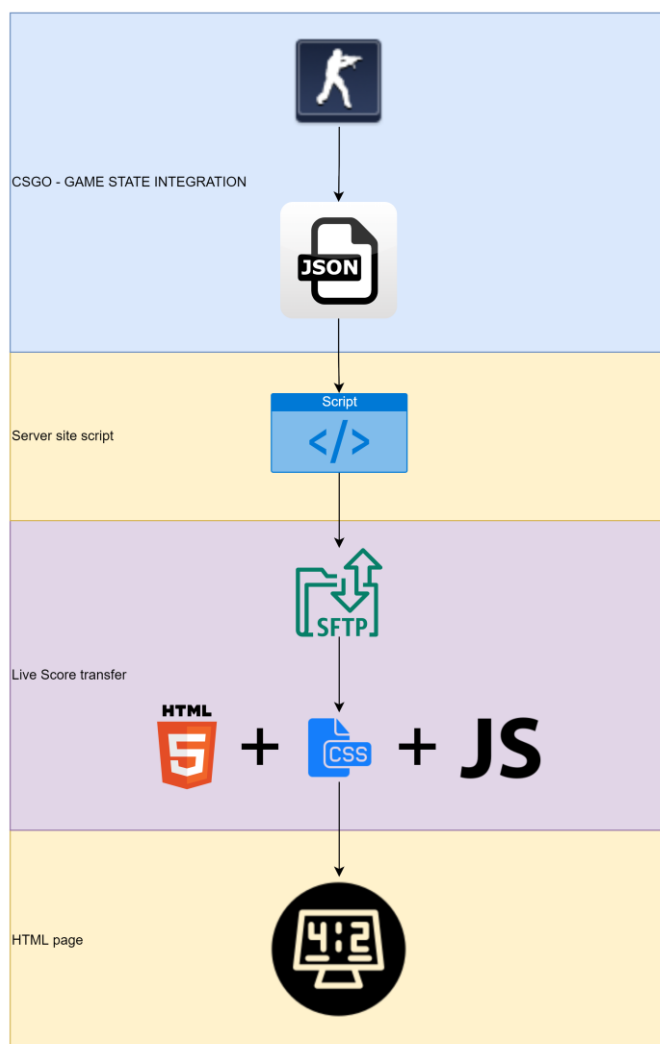 CSGO - GAME STATE INTEGRATION
JSON
Script
</>
Server site script
SFTP
Live Score transfer
HTML
5
+
CSS
+
JS
4:2
HTML page